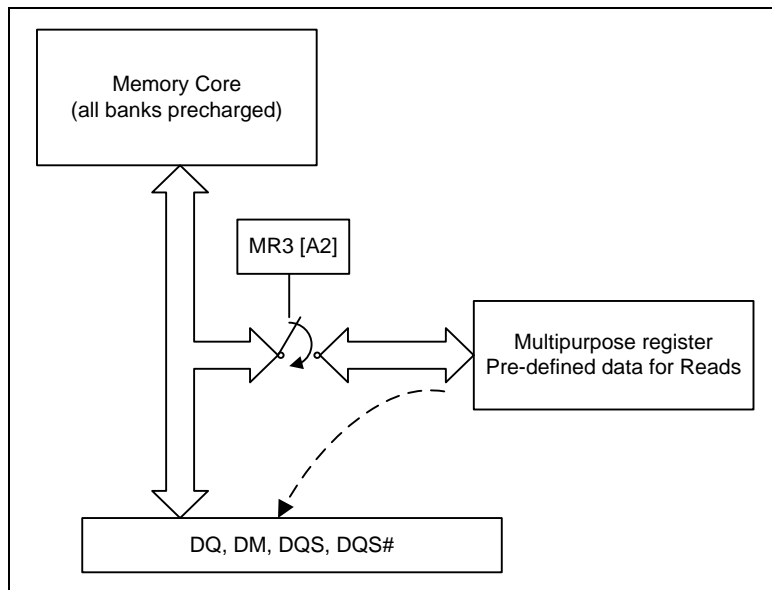 Memory Core
(all banks precharged)
MR3 [A2]
Multipurpose register
Pre-defined data for Reads
DQ, DM, DQS, DQS#